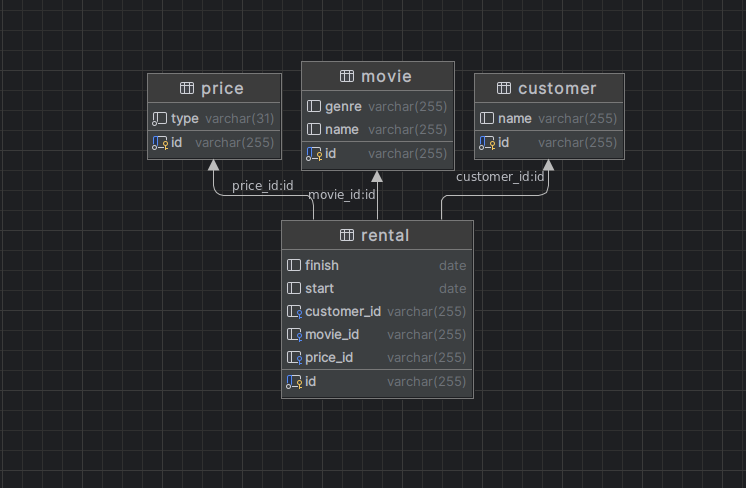 price
type varchar(31)
id varchar(255)
movie
genre varchar(255)
name varchar(255)
id varchar(255)
customer
name varchar(255)
id varchar(255)
price_id:id
movie_id:id
customer_id:id
rental
finish date
start date
customer_id varchar(255)
movie_id varchar(255)
price_id varchar(255)
id varchar(255)